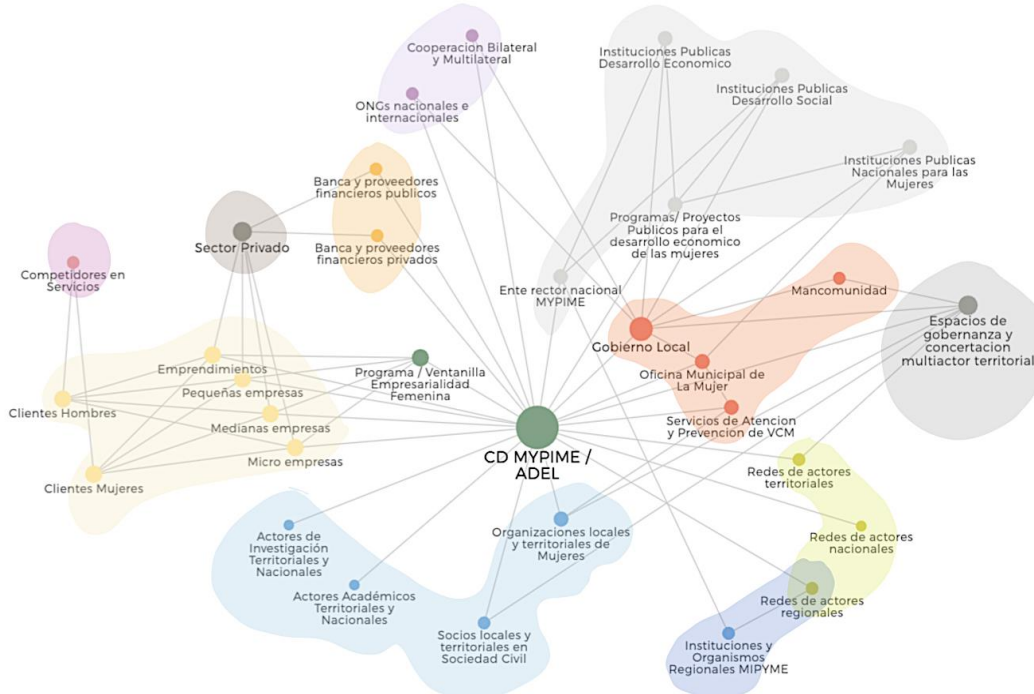 Cooperacion Bilateral
y Multilateral
ONGs nacionales e
internacionales
Instituciones Publicas
Desarrollo Economico
Instituciones Publicas
Desarrollo Social
Instituciones Publicas
Nacionales para las
Mujeres
Banca y proveedores
financieros publicos
Programas/ Proyectos
Publicos para el
desarrollo economico
de las mujeres
Sector Privado
Banca y proveedores
financieros privados
Competidores en
Servicios
Ente rector nacional
MYPIME
Mancomunidad
Gobierno Local
Espacios de
gobernanza y
concertacion
multiactor territorial
Emprendimientos
Programa / Ventanilla
Empresarialidad
Femenina
Oficina Municipal de
La Mujer
Pequeñas empresas
Clientes Hombres
Medianas empresas
Servicios de Atencion
y Prevencion de VCM
CD MYPIME /
ADEL
Micro empresas
Clientes Mujeres
Redes de actores
territoriales
Actores de
Investigación
Territoriales y
Nacionales
Organizaciones locales
y territoriales de
Mujeres
Redes de actores
nacionales
Actores Académicos
Territoriales y
Nacionales
Redes de actores
regionales
Socios locales y
territoriales en
Sociedad Civil
Instituciones y
Organismos
Regionales MIPYME